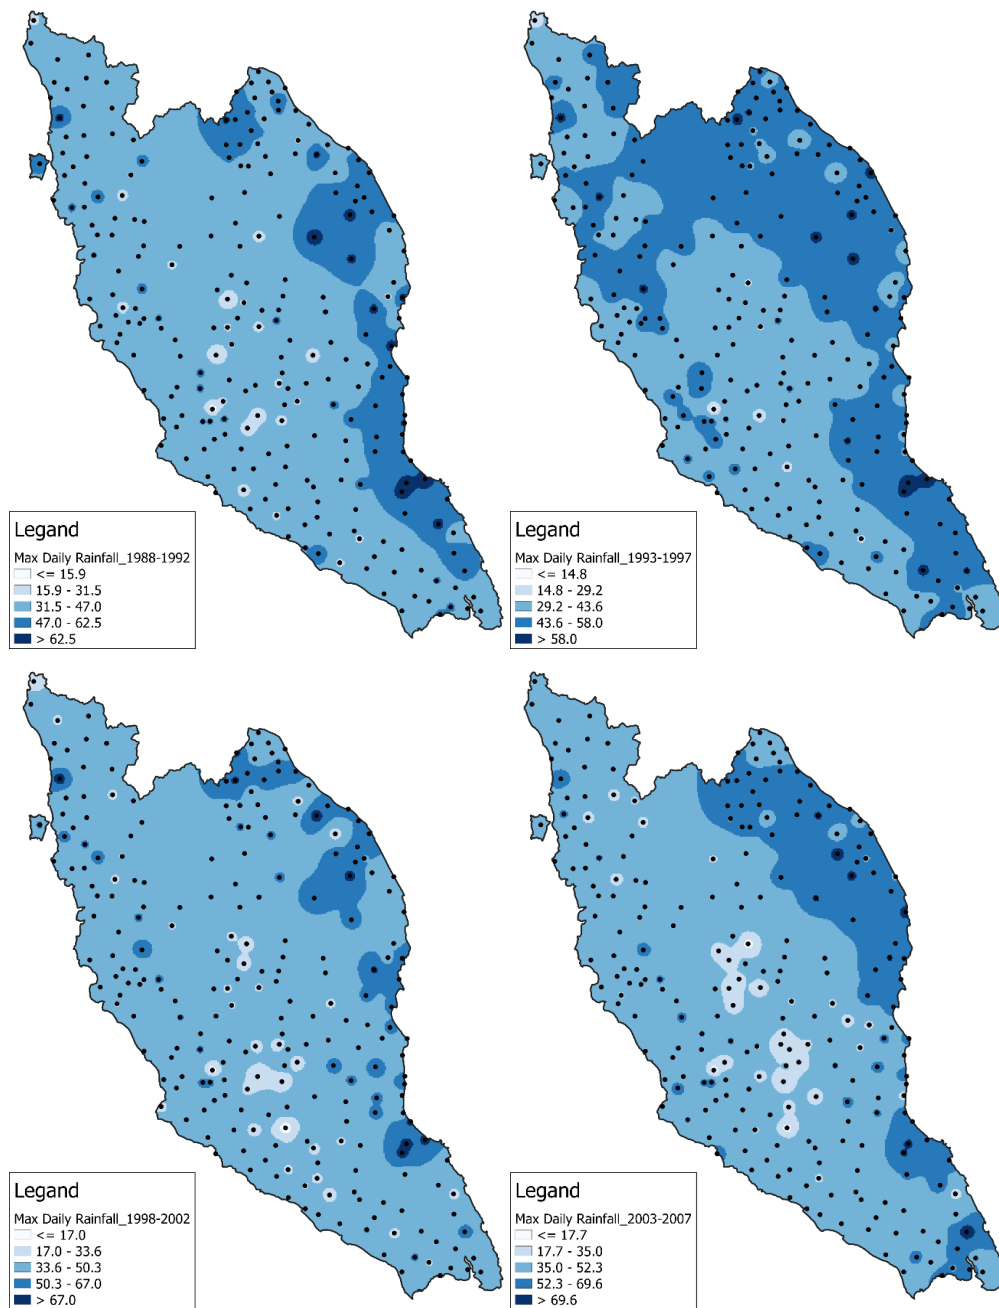 Legand
Max Daily Rainfall_1988-1992
<= 15.9
15.9 - 31.5
31.5 - 47.0
47.0 - 62.5
> 62.5
Legand
Max Daily Rainfall_1993-1997
<= 14.8
14.8 - 29.2
29.2 - 43.6
43.6 - 58.0
> 58.0
Legand
Max Daily Rainfall_1998-2002
<= 17.0
17.0 - 33.6
33.6 - 50.3
50.3 - 67.0
> 67.0
Legand
Max Daily Rainfall_2003-2007
<= 17.7
17.7 - 35.0
35.0 - 52.3
52.3 - 69.6
> 69.6